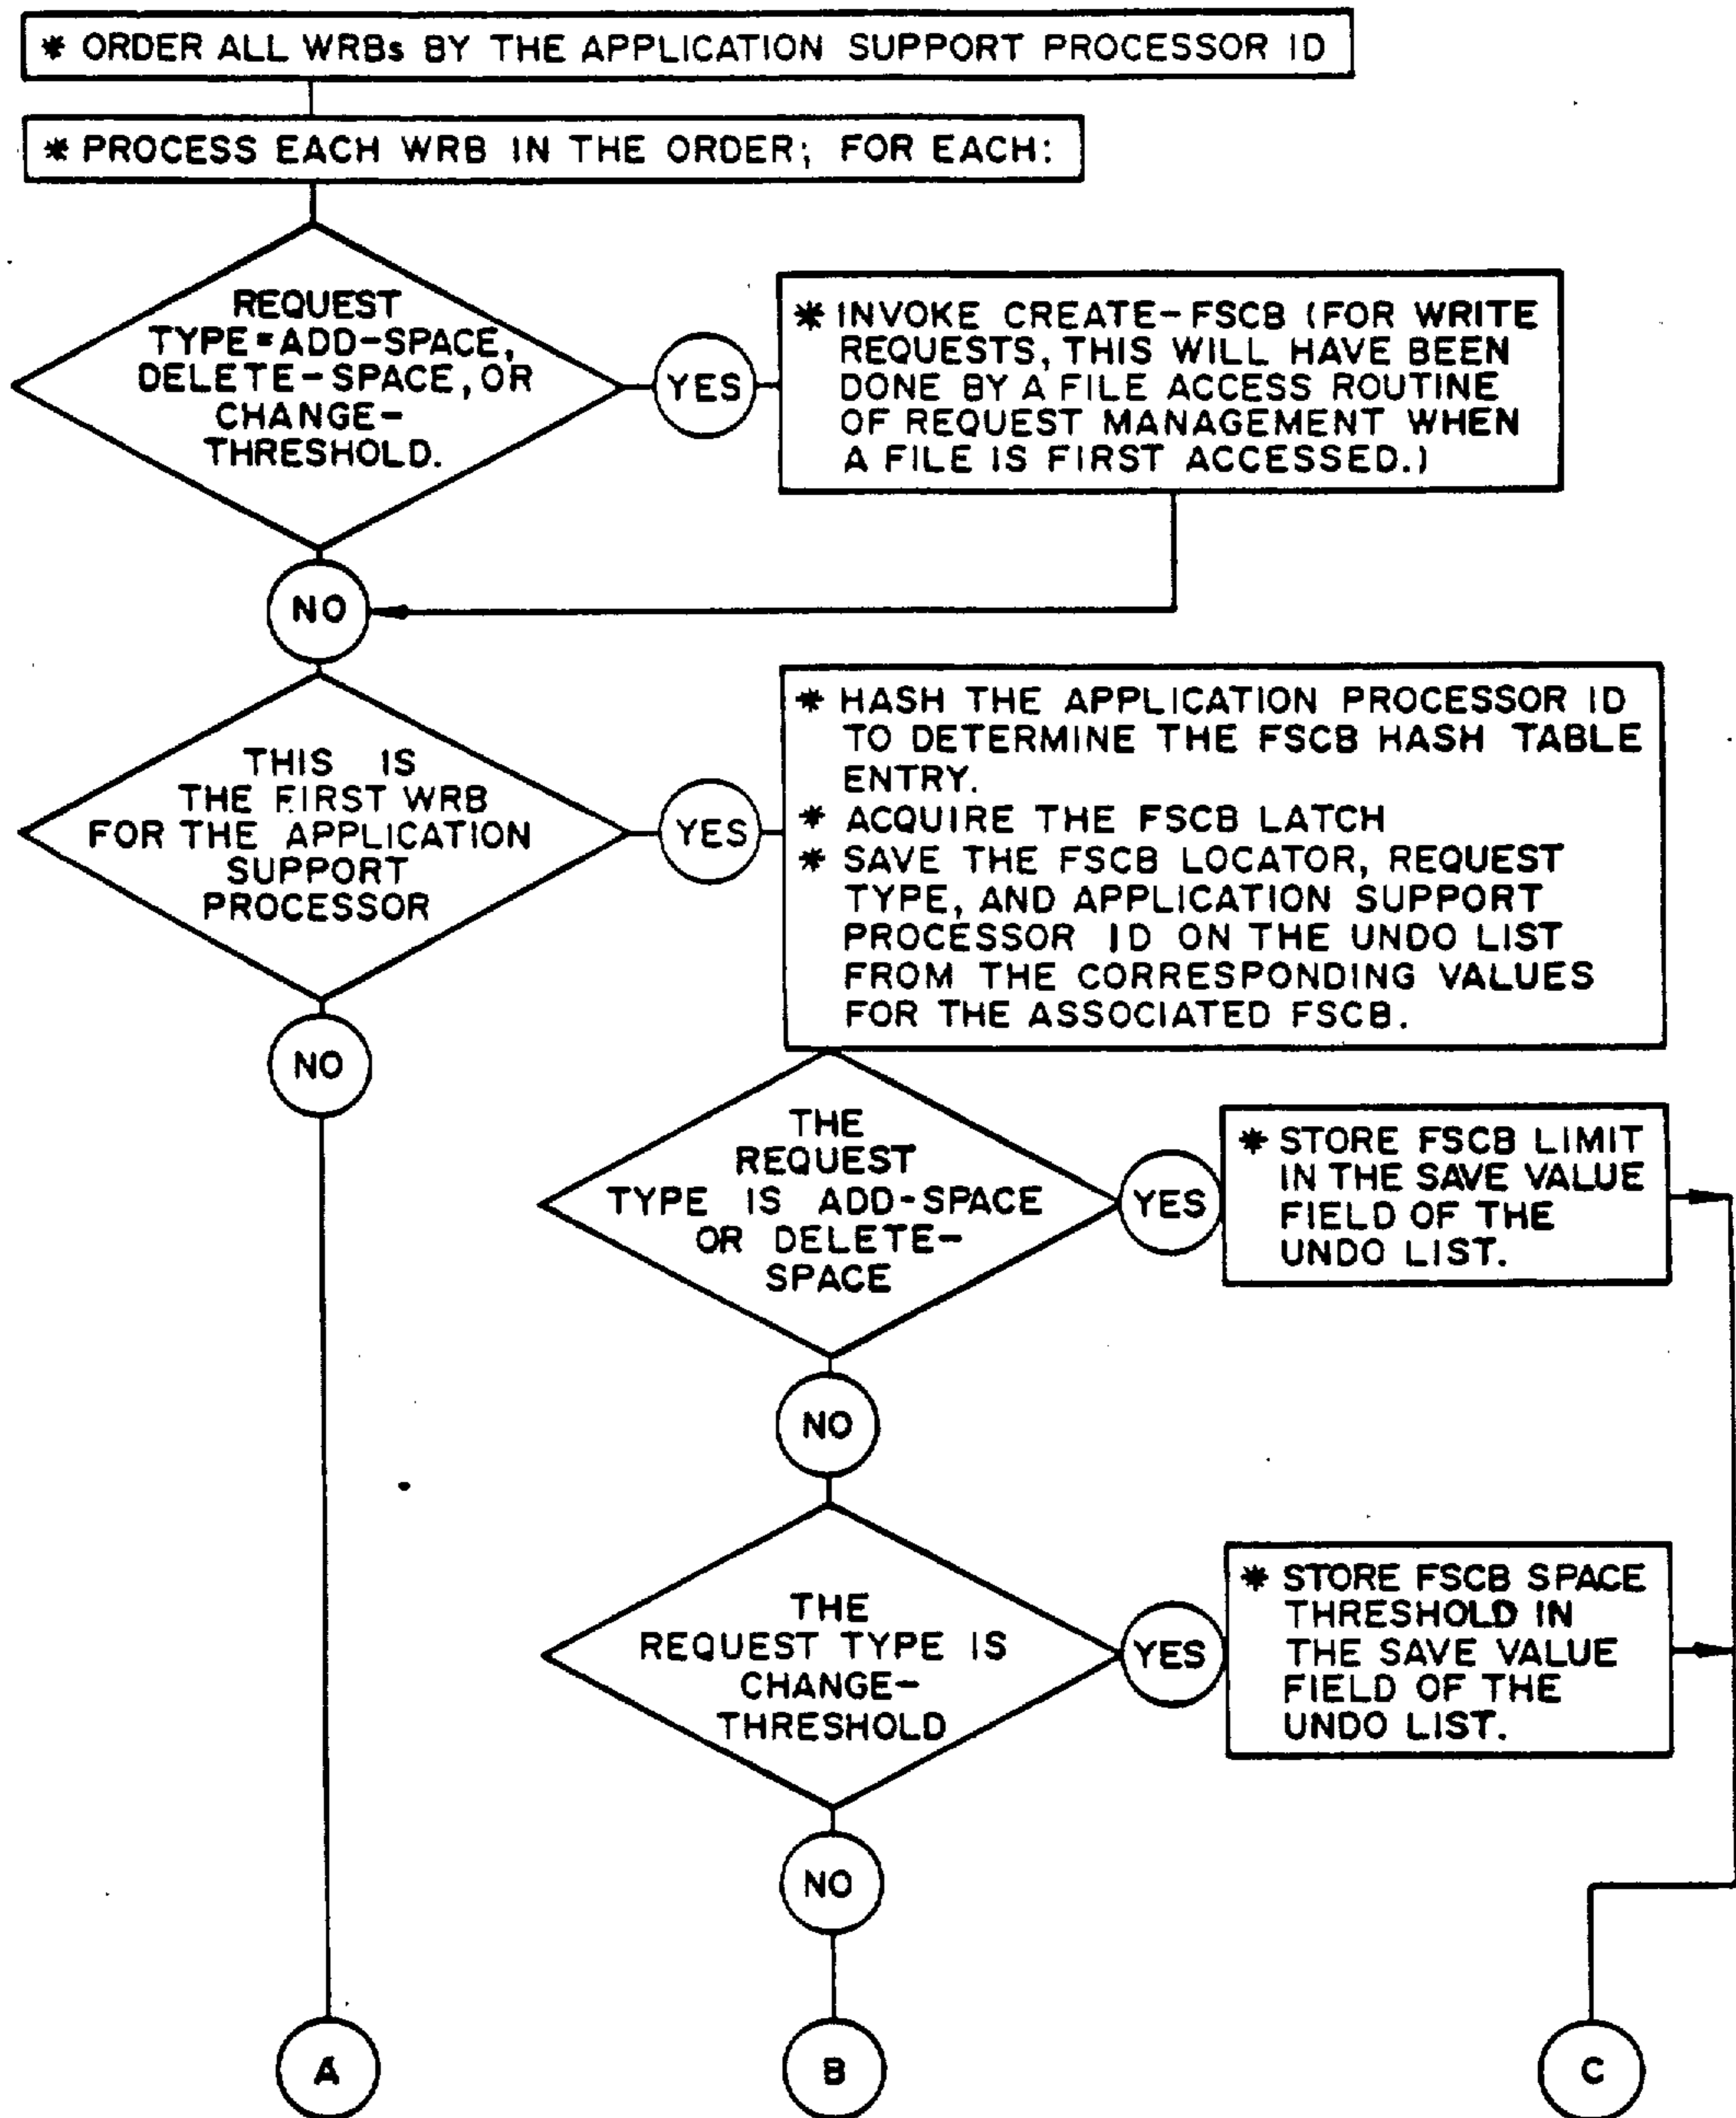 * ORDER ALL WRBs BY THE APPLICATION SUPPORT PROCESSOR ID
* PROCESS EACH WRB IN THE ORDER; FOR EACH:
REQUEST
TYPE=ADD-SPACE,
DELETE-SPACE, OR
CHANGE-
THRESHOLD.
YES
* INVOKE CREATE-FSCB (FOR WRITE
REQUESTS, THIS WILL HAVE BEEN
DONE BY A FILE ACCESS ROUTINE
OF REQUEST MANAGEMENT WHEN
A FILE IS FIRST ACCESSED.)
NO
THIS IS
THE FIRST WRB
FOR THE APPLICATION
SUPPORT
PROCESSOR
YES
* HASH THE APPLICATION PROCESSOR ID
TO DETERMINE THE FSCB HASH TABLE
ENTRY.
* ACQUIRE THE FSCB LATCH
* SAVE THE FSCB LOCATOR, REQUEST
TYPE, AND APPLICATION SUPPORT
PROCESSOR ID ON THE UNDO LIST
FROM THE CORRESPONDING VALUES
FOR THE ASSOCIATED FSCB.
NO
THE
REQUEST
TYPE IS ADD-SPACE
OR DELETE-
SPACE
YES
* STORE FSCB LIMIT
IN THE SAVE VALUE
FIELD OF THE
UNDO LIST.
NO
THE
REQUEST TYPE IS
CHANGE-
THRESHOLD
YES
* STORE FSCB SPACE
THRESHOLD IN
THE SAVE VALUE
FIELD OF THE
UNDO LIST.
NO
A
B
C